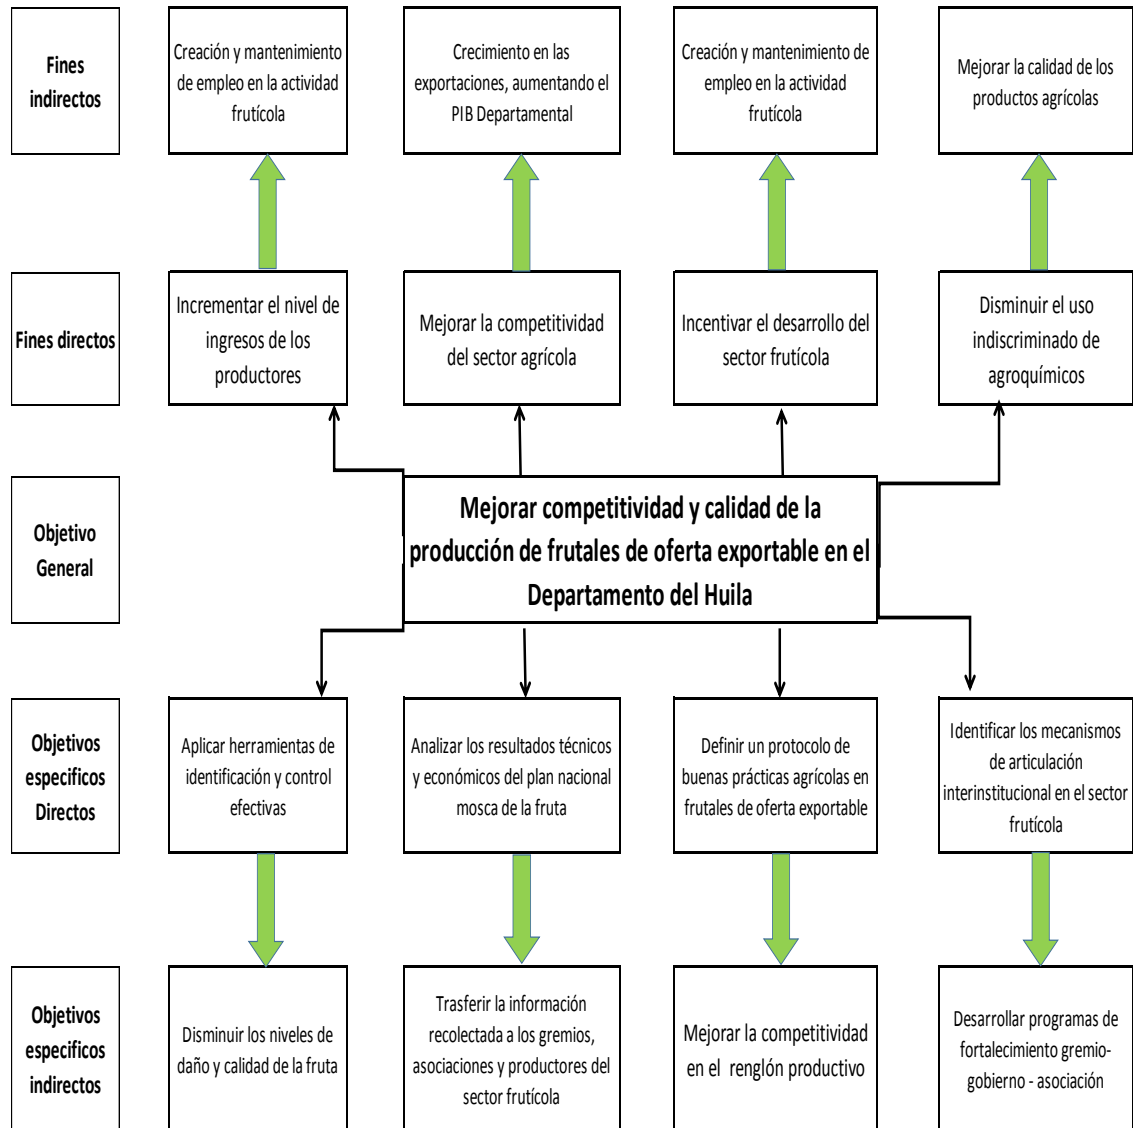 Fines
indirectos
Creación y mantenimiento
de empleo en la actividad
frutícola
Crecimiento en las
exportaciones, aumentando el
PIB Departamental
Creación y mantenimiento de
empleo en la actividad
frutícola
Mejorar la calidad de los
productos agrícolas
Fines directos
Incrementar el nivel de
ingresos de los
productores
Mejorar la competitividad
del sector agrícola
Incentivar el desarrollo del
sector frutícola
Disminuir el uso
indiscriminado de
agroquímicos
Objetivo
General
Mejorar competitividad y calidad de la
producción de frutales de oferta exportable en el
Departamento del Huila
Objetivos
especificos
Directos
Aplicar herramientas de
identificación y control
efectivas
Analizar los resultados técnicos
y económicos del plan nacional
mosca de la fruta
Definir un protocolo de
buenas prácticas agrícolas en
frutales de oferta exportable
Identificar los mecanismos
de articulación
interinstitucional en el sector
frutícola
Objetivos
especificos
indirectos
Disminuir los niveles de
daño y calidad de la fruta
Trasferir la información
recolectada a los gremios,
asociaciones y productores del
sector frutícola
Mejorar la competitividad
en el renglón productivo
Desarrollar programas de
fortalecimiento gremio-
gobierno - asociación